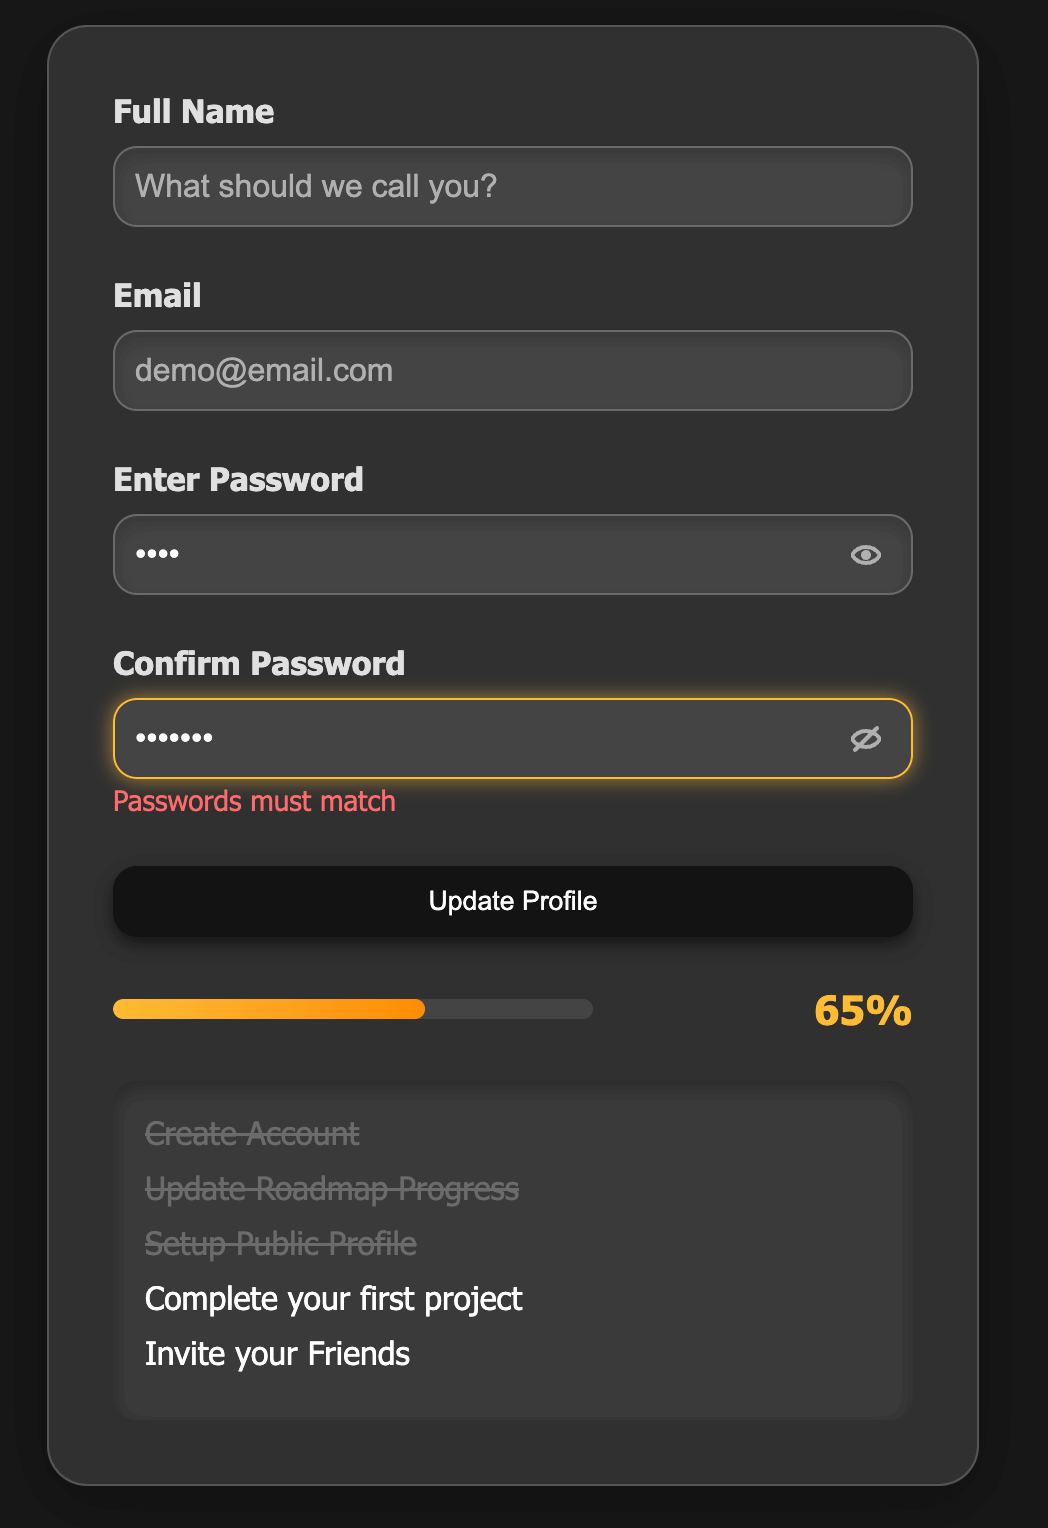 Full Name
What should we call you?
Email
demo@email.com
Enter Password
••••
Confirm Password
•••••••
Passwords must match
Update Profile
65%
Create Account
Update Roadmap Progress
Setup Public Profile
Complete your first project
Invite your Friends